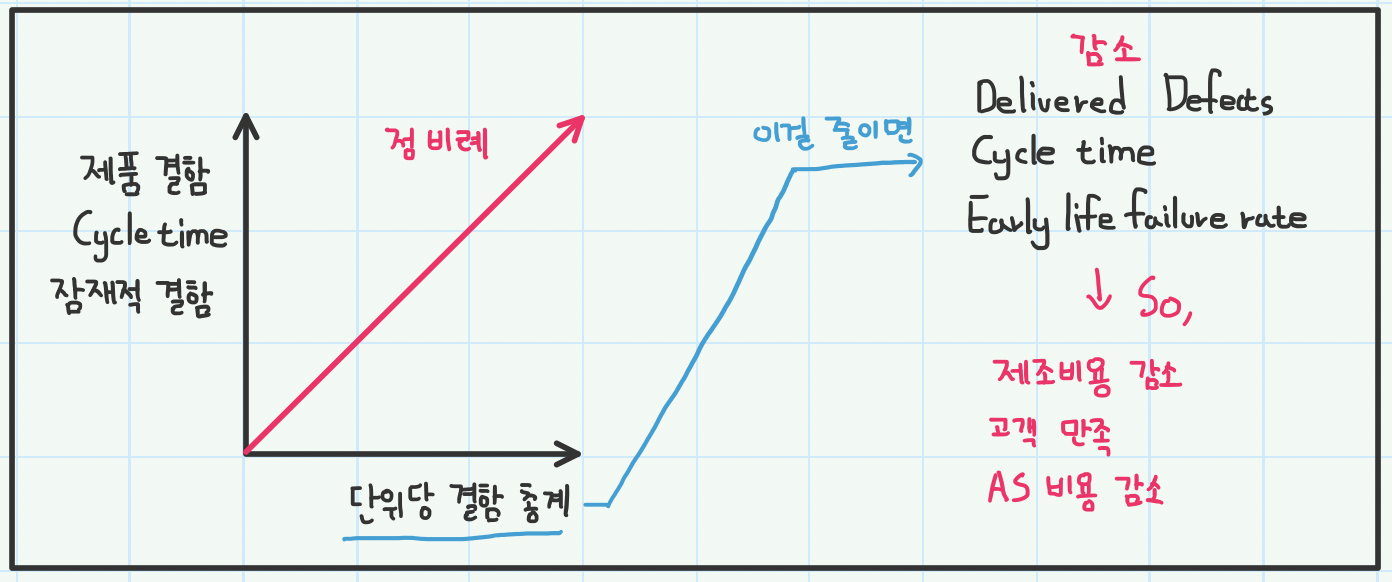 제품 결함
Cycle time
잠재적 결함
점 비례
단위당 결함 총계
이걸 줄이면
감소
Delivered Defects
Cycle time
Early life failure rate
↓ So,
제조비용 감소
고객 만족
AS 비용 감소